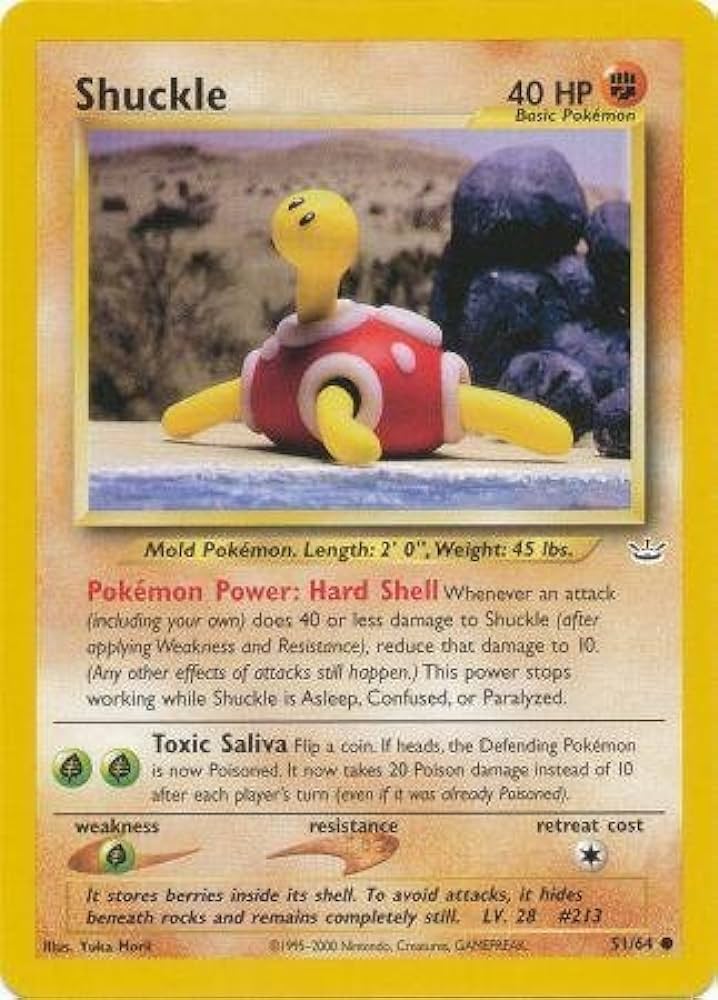 Shuckle
40 HP
Basic Pokémon
Mold Pokémon. Length: 2' 0", Weight: 45 lbs.
Pokémon Power: Hard Shell Whenever an attack
(including your own) does 40 or less damage to Shuckle (after
applying Weakness and Resistance), reduce that damage to 10.
(Any other effects of attacks still happen.) This power stops
working while Shuckle is Asleep, Confused, or Paralyzed.
Toxic Saliva Flip a coin. If heads, the Defending Pokémon
is now Poisoned. It now takes 20 Poison damage instead of 10
after each player's turn (even if it was already Poisoned).
weakness resistance retreat cost
It stores berries inside its shell. To avoid attacks, it hides
beneath rocks and remains completely still. LV. 28 #213
Illus. Yuka Morii ©1995–2000 Nintendo, Creatures, GAMEFREAK. 51/64